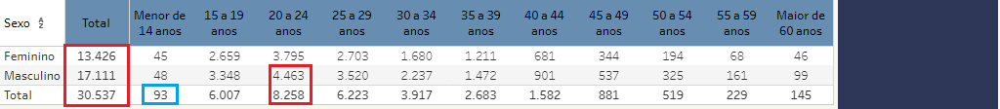 Sexo Total Menor de 14 anos 15 a 19 anos 20 a 24 anos 25 a 29 anos 30 a 34 anos 35 a 39 anos 40 a 44 anos 45 a 49 anos 50 a 54 anos 55 a 59 anos Maior de 60 anos
Feminino 13.426 45 2.659 3.795 2.703 1.680 1.211 681 344 194 68 46
Masculino 17.111 48 3.348 4.463 3.520 2.237 1.472 901 537 325 161 99
Total 30.537 93 6.007 8.258 6.223 3.917 2.683 1.582 881 519 229 145